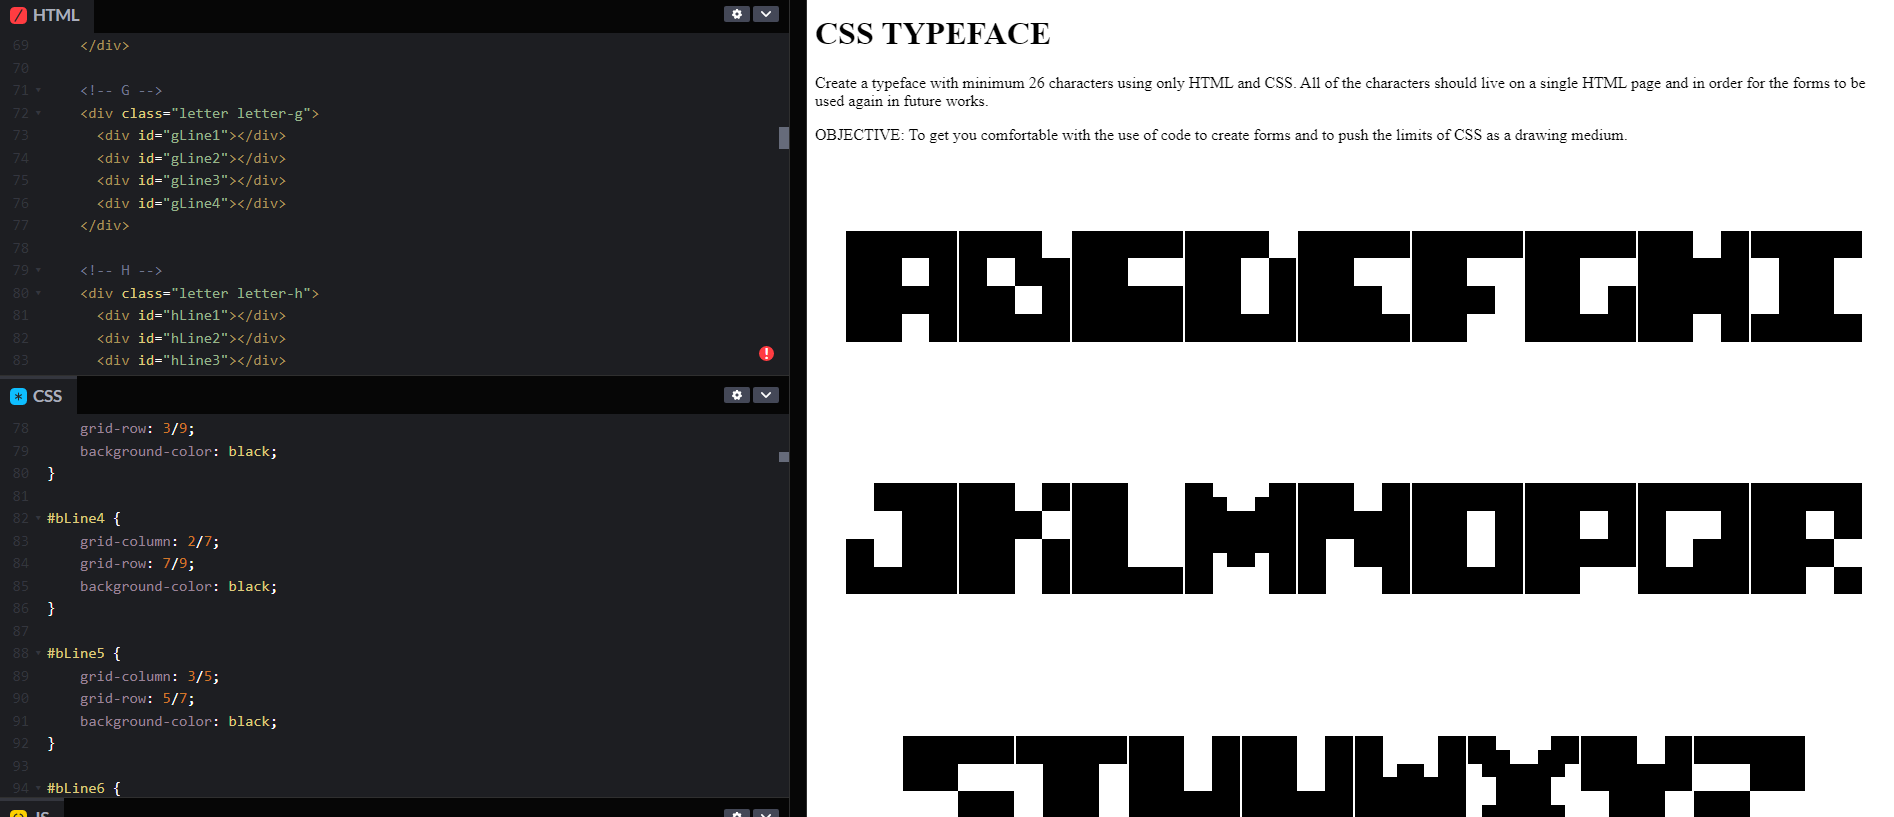 HTML
69 </div>
70
71 <!-- G -->
72 <div class="letter letter-g">
73 <div id="gLine1"></div>
74 <div id="gLine2"></div>
75 <div id="gLine3"></div>
76 <div id="gLine4"></div>
77 </div>
78
79 <!-- H -->
80 <div class="letter letter-h">
81 <div id="hLine1"></div>
82 <div id="hLine2"></div>
83 <div id="hLine3"></div>
CSS
78 grid-row: 3/9;
79 background-color: black;
80 }
81
82 #bLine4 {
83 grid-column: 2/7;
84 grid-row: 7/9;
85 background-color: black;
86 }
87
88 #bLine5 {
89 grid-column: 3/5;
90 grid-row: 5/7;
91 background-color: black;
92 }
93
94 #bLine6 {
JS
CSS TYPEFACE
Create a typeface with minimum 26 characters using only HTML and CSS. All of the characters should live on a single HTML page and in order for the forms to be
used again in future works.
OBJECTIVE: To get you comfortable with the use of code to create forms and to push the limits of CSS as a drawing medium.
ABCDEFGHI
JKLMNOPQR
STUVWXYZ